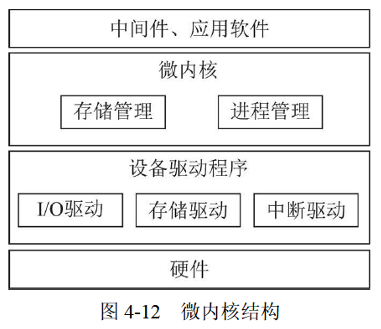 中间件、应用软件
微内核
存储管理 进程管理
设备驱动程序
I/O驱动 存储驱动 中断驱动
硬件
图 4-12 微内核结构